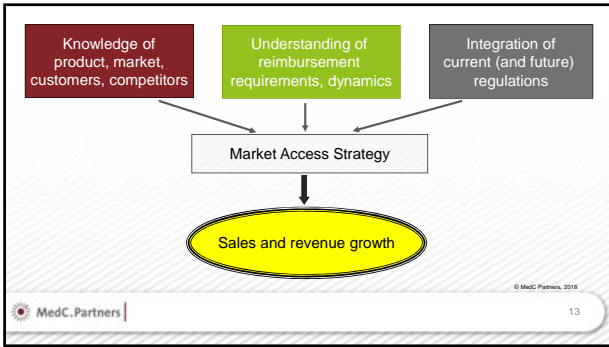 Knowledge of
product, market,
customers, competitors
Understanding of
reimbursement
requirements, dynamics
Integration of
current (and future)
regulations
Market Access Strategy
Sales and revenue growth
© MedC Partners, 2018
MedC.Partners
13